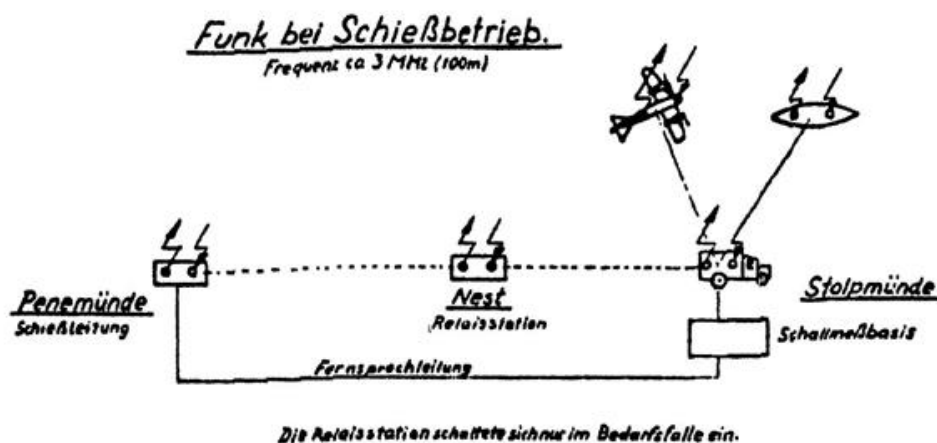 Funk bei Schießbetrieb.
Frequenz ca 3 MHz (100m)
Penemünde
Schießleitung
Nest
Relaisstation
Stolpmünde
Schallmeßbasis
Fernsprechleitung
Die Relaisstation schaltete sich nur im Bedarfsfalle ein.